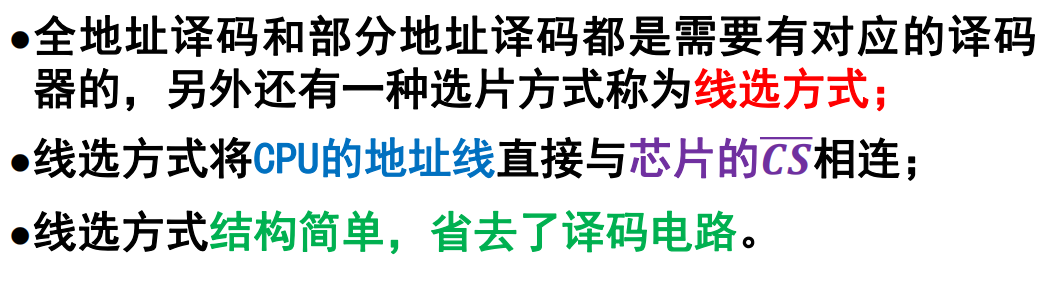 ●全地址译码和部分地址译码都是需要有对应的译码
器的，另外还有一种选片方式称为线选方式；
●线选方式将CPU的地址线直接与芯片的C̅S̅相连；
●线选方式结构简单，省去了译码电路。